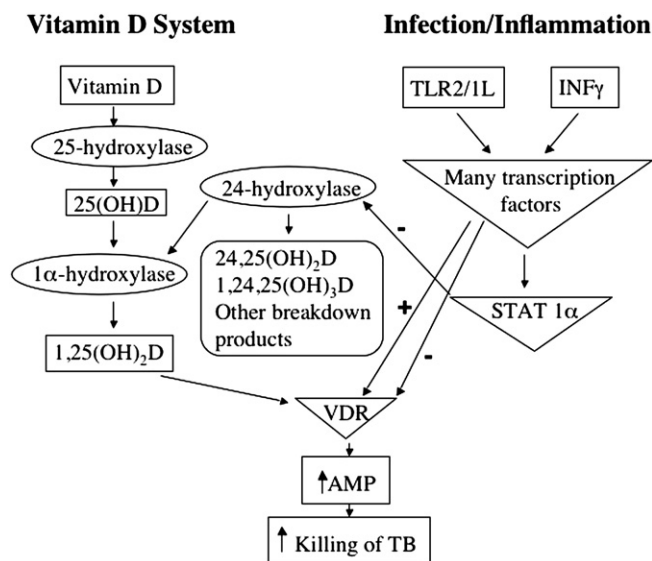 Vitamin D System
Infection/Inflammation
Vitamin D
TLR2/1L
INFγ
25-hydroxylase
25(OH)D
24-hydroxylase
Many transcription
factors
1α-hydroxylase
24,25(OH)₂D
1,24,25(OH)₃D
Other breakdown
products
-
+
-
STAT 1α
1,25(OH)₂D
VDR
↑AMP
↑ Killing of TB